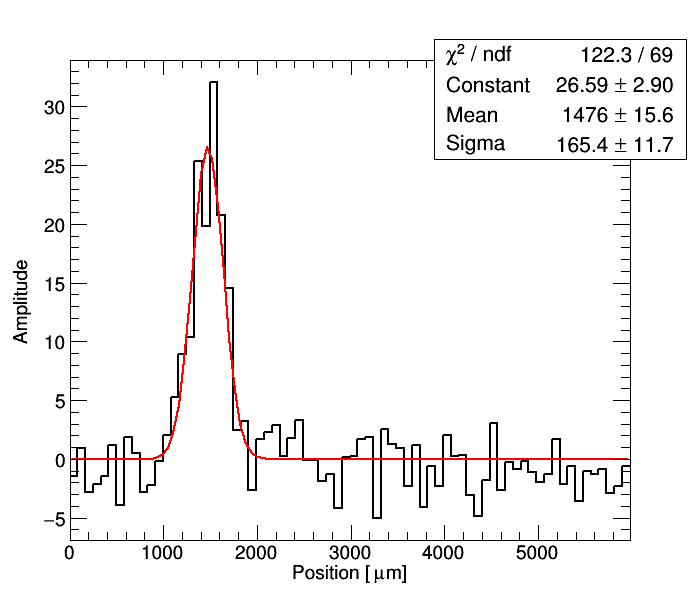 χ² / ndf 122.3 / 69
Constant 26.59 ± 2.90
Mean 1476 ± 15.6
Sigma 165.4 ± 11.7
30
25
20
15
10
5
0
−5
Amplitude
0 1000 2000 3000 4000 5000
Position [ μm]